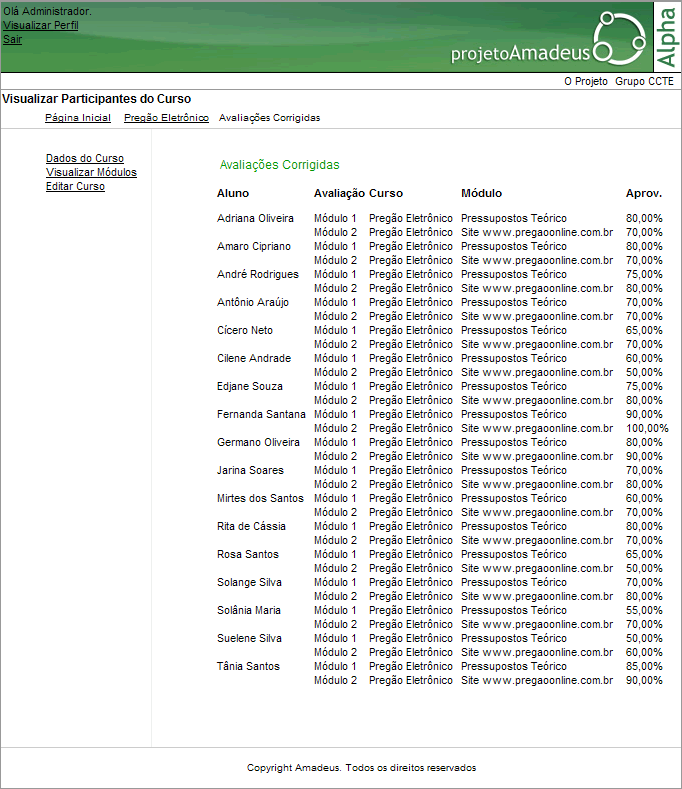 Olá Administrador.
Visualizar Perfil
Sair
projetoAmadeus
Alpha
O Projeto Grupo CCTE
Visualizar Participantes do Curso
Página Inicial Pregão Eletrônico Avaliações Corrigidas
Dados do Curso
Visualizar Módulos
Editar Curso
Avaliações Corrigidas
Aluno Avaliação Curso Módulo Aprov.
Adriana Oliveira Módulo 1 Pregão Eletrônico Pressupostos Teórico 80,00%
Módulo 2 Pregão Eletrônico Site www.pregaoonline.com.br 70,00%
Amaro Cipriano Módulo 1 Pregão Eletrônico Pressupostos Teórico 80,00%
Módulo 2 Pregão Eletrônico Site www.pregaoonline.com.br 70,00%
André Rodrigues Módulo 1 Pregão Eletrônico Pressupostos Teórico 75,00%
Módulo 2 Pregão Eletrônico Site www.pregaoonline.com.br 80,00%
Antônio Araújo Módulo 1 Pregão Eletrônico Pressupostos Teórico 70,00%
Módulo 2 Pregão Eletrônico Site www.pregaoonline.com.br 70,00%
Cícero Neto Módulo 1 Pregão Eletrônico Pressupostos Teórico 65,00%
Módulo 2 Pregão Eletrônico Site www.pregaoonline.com.br 70,00%
Cilene Andrade Módulo 1 Pregão Eletrônico Pressupostos Teórico 60,00%
Módulo 2 Pregão Eletrônico Site www.pregaoonline.com.br 50,00%
Edjane Souza Módulo 1 Pregão Eletrônico Pressupostos Teórico 75,00%
Módulo 2 Pregão Eletrônico Site www.pregaoonline.com.br 80,00%
Fernanda Santana Módulo 1 Pregão Eletrônico Pressupostos Teórico 90,00%
Módulo 2 Pregão Eletrônico Site www.pregaoonline.com.br 100,00%
Germano Oliveira Módulo 1 Pregão Eletrônico Pressupostos Teórico 80,00%
Módulo 2 Pregão Eletrônico Site www.pregaoonline.com.br 90,00%
Jarina Soares Módulo 1 Pregão Eletrônico Pressupostos Teórico 70,00%
Módulo 2 Pregão Eletrônico Site www.pregaoonline.com.br 80,00%
Mirtes dos Santos Módulo 1 Pregão Eletrônico Pressupostos Teórico 60,00%
Módulo 2 Pregão Eletrônico Site www.pregaoonline.com.br 70,00%
Rita de Cássia Módulo 1 Pregão Eletrônico Pressupostos Teórico 80,00%
Módulo 2 Pregão Eletrônico Site www.pregaoonline.com.br 70,00%
Rosa Santos Módulo 1 Pregão Eletrônico Pressupostos Teórico 65,00%
Módulo 2 Pregão Eletrônico Site www.pregaoonline.com.br 50,00%
Solange Silva Módulo 1 Pregão Eletrônico Pressupostos Teórico 70,00%
Módulo 2 Pregão Eletrônico Site www.pregaoonline.com.br 80,00%
Solânia Maria Módulo 1 Pregão Eletrônico Pressupostos Teórico 55,00%
Módulo 2 Pregão Eletrônico Site www.pregaoonline.com.br 70,00%
Suelene Silva Módulo 1 Pregão Eletrônico Pressupostos Teórico 50,00%
Módulo 2 Pregão Eletrônico Site www.pregaoonline.com.br 60,00%
Tânia Santos Módulo 1 Pregão Eletrônico Pressupostos Teórico 85,00%
Módulo 2 Pregão Eletrônico Site www.pregaoonline.com.br 90,00%
Copyright Amadeus. Todos os direitos reservados